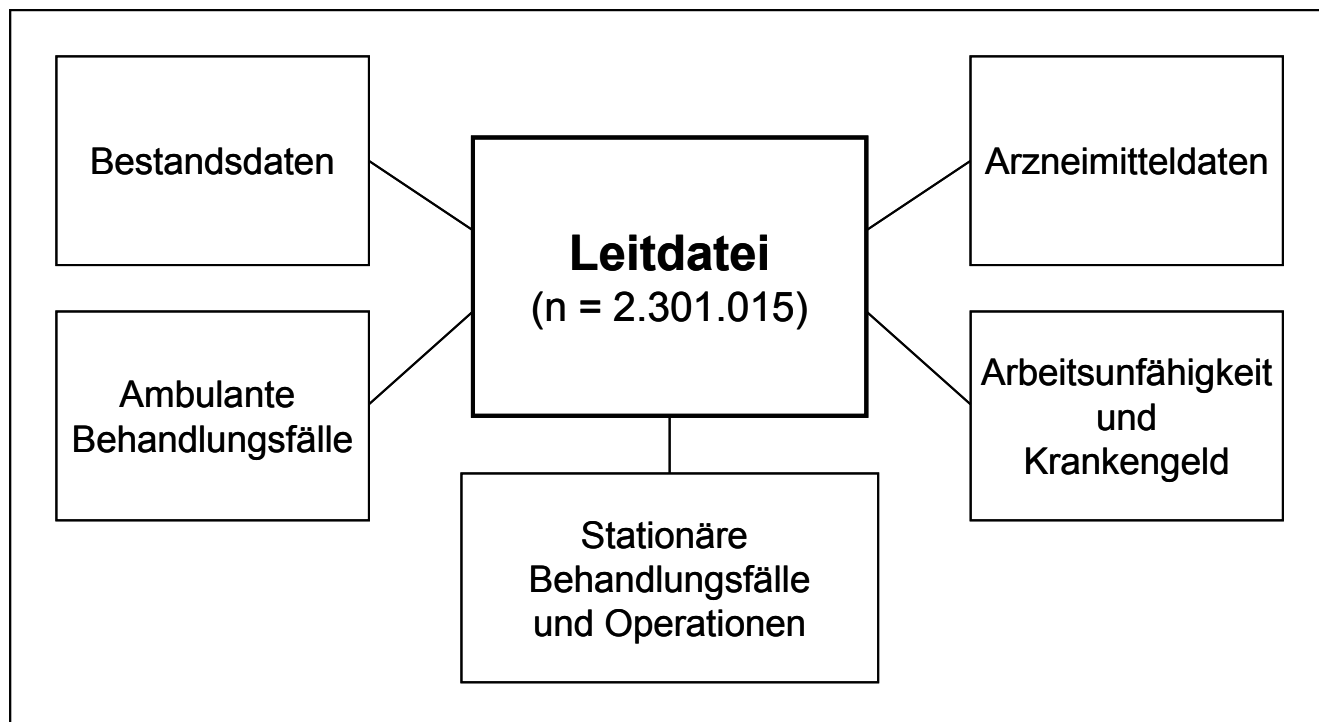 Bestandsdaten
Ambulante
Behandlungsfälle
Leitdatei
(n = 2.301.015)
Stationäre
Behandlungsfälle
und Operationen
Arzneimitteldaten
Arbeitsunfähigkeit
und
Krankengeld